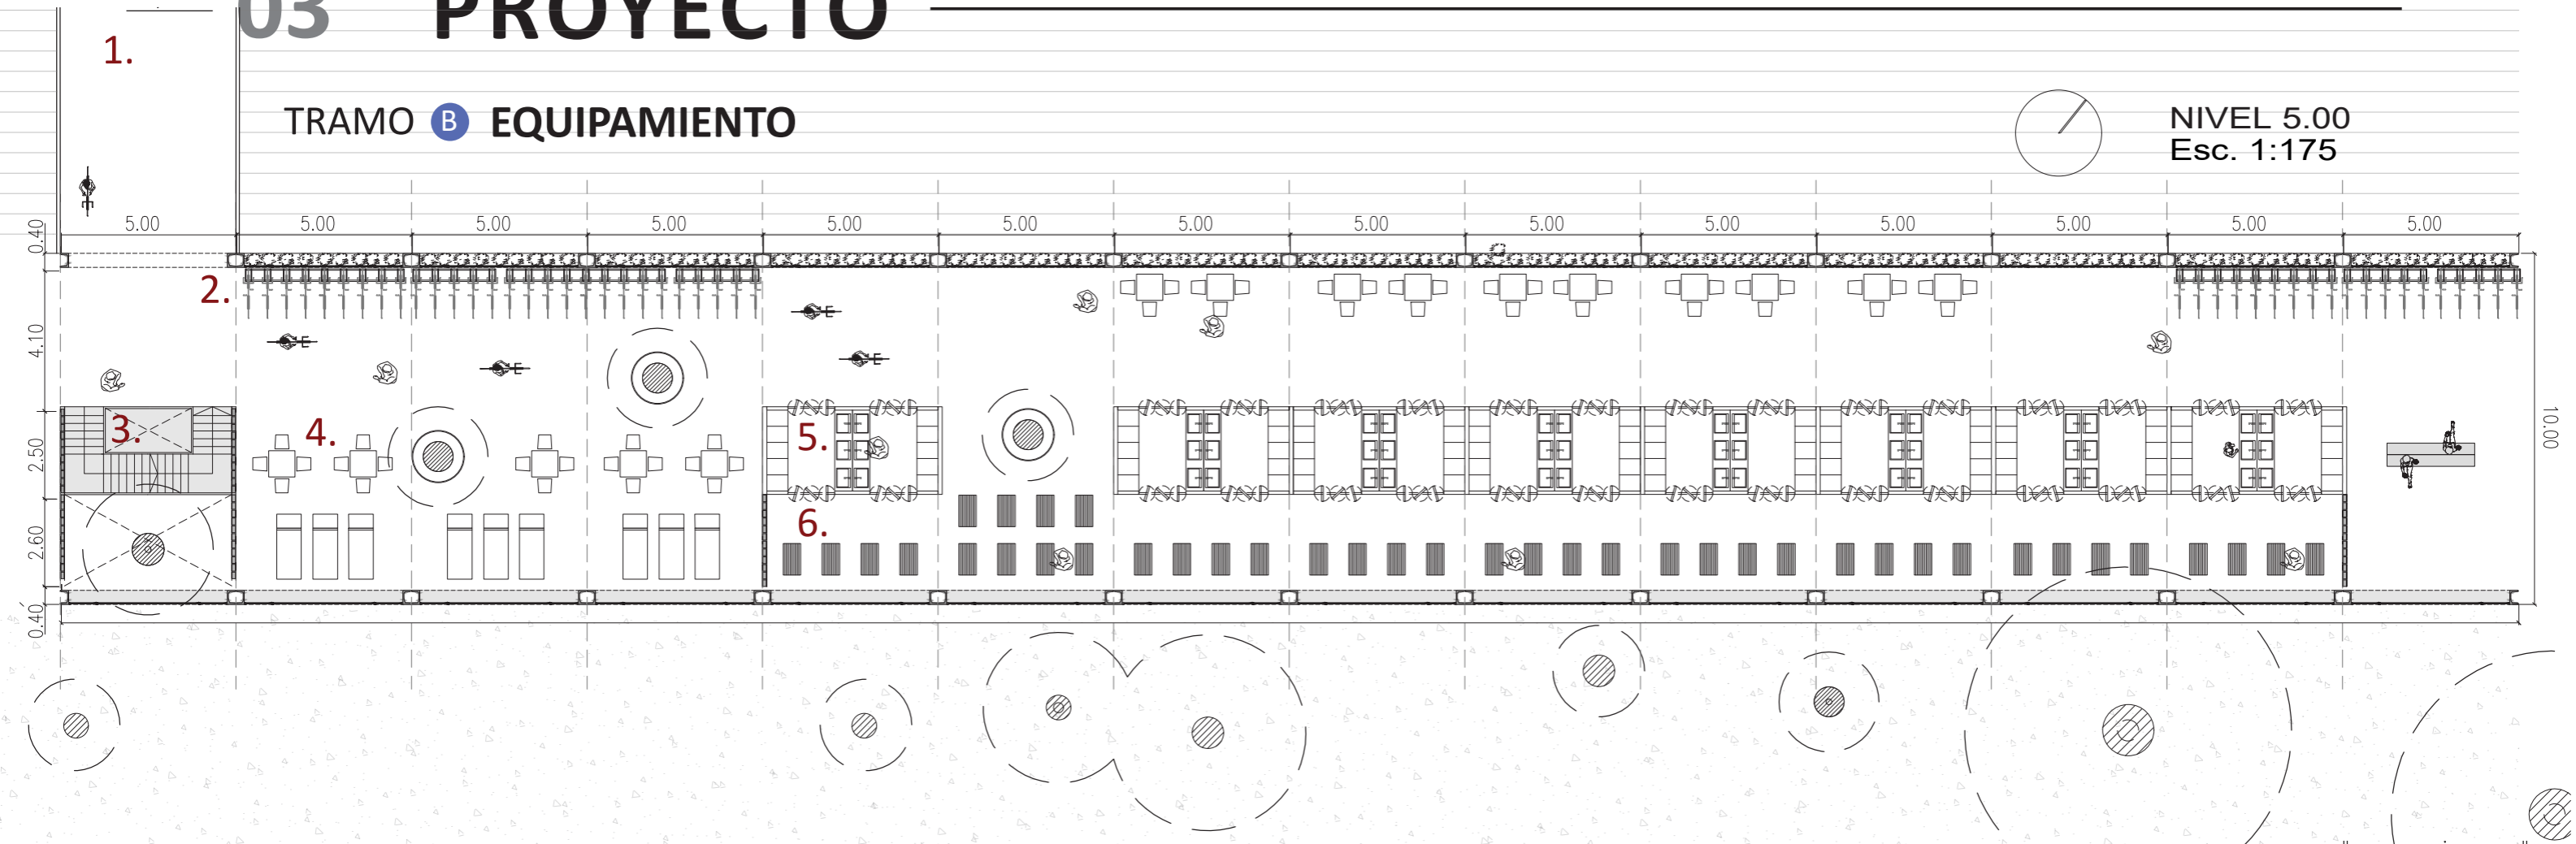 03 PROYECTO
1.
TRAMO B EQUIPAMIENTO
NIVEL 5.00
Esc. 1:175
5.00 5.00 5.00 5.00 5.00 5.00 5.00 5.00 5.00 5.00 5.00 5.00 5.00 5.00
0.40
2.
4.10
3.
4.
5.
2.50
10.00
6.
2.60
0.40